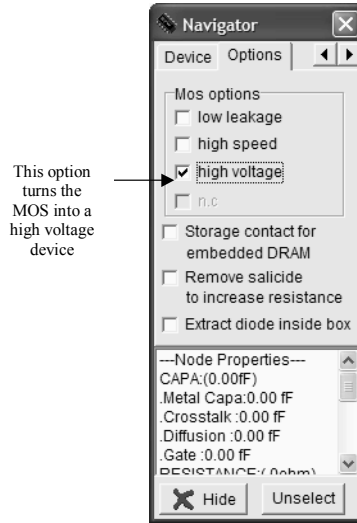 Navigator
Device Options
Mos options
low leakage
high speed
high voltage
n.c
This option
turns the
MOS into a
high voltage
device
Storage contact for
embedded DRAM
Remove salicide
to increase resistance
Extract diode inside box
---Node Properties---
CAPA:(0.00fF)
.Metal Capa:0.00 fF
.Crosstalk :0.00 fF
.Diffusion :0.00 fF
.Gate :0.00 fF
RESISTANCE:( 0ohm)
Hide Unselect